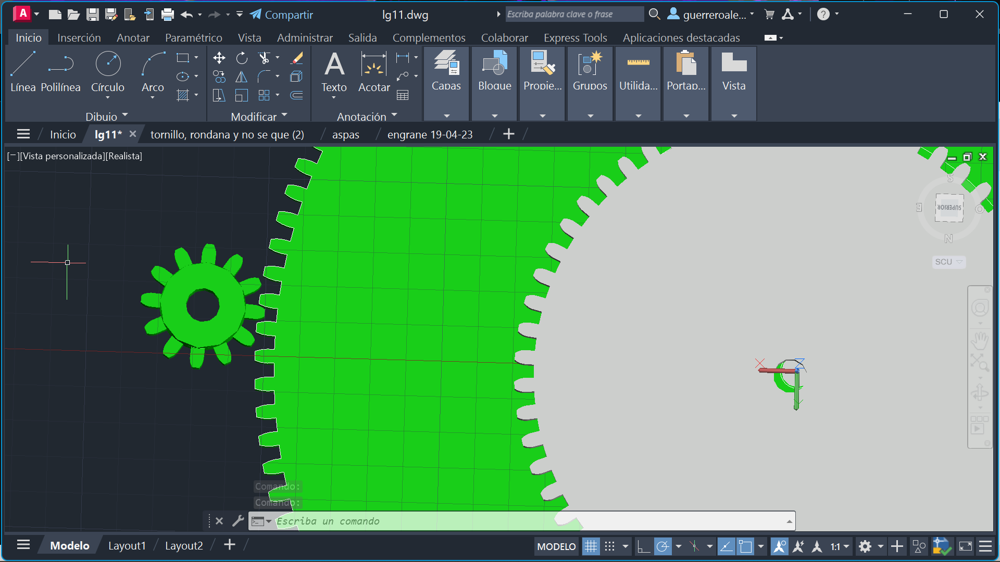 A Compartir lg11.dwg Escriba palabra clave o frase guerreroale... ?
Inicio Inserción Anotar Paramétrico Vista Administrar Salida Complementos Colaborar Express Tools Aplicaciones destacadas
Línea Polilínea Círculo Arco Texto Acotar Capas Bloque Propie... Grupos Utilida... Portap... Vista
Dibujo Modificar Anotación
Inicio lg11* tornillo, rondana y no se que (2) aspas engrane 19-04-23
[−][Vista personalizada][Realista]
S
E SUPERIOR O
N
SCU
Comando:
Comando:
Escriba un comando
Modelo Layout1 Layout2 MODELO 1:1